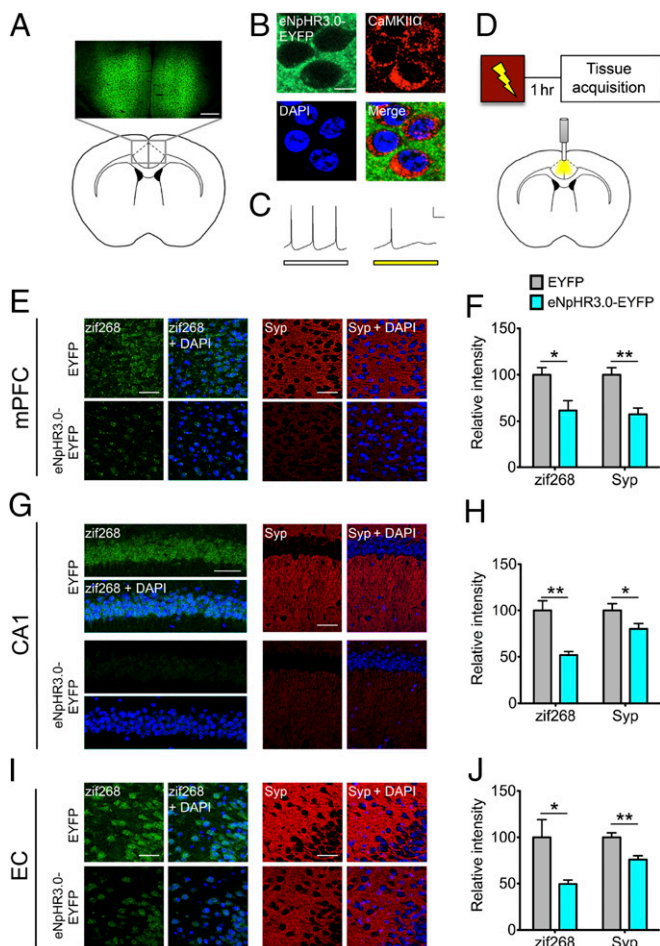 A
B
eNpHR3.0-
EYFP
CaMKIIα
DAPI
Merge
C
D
1 hr
Tissue
acquisition
E
mPFC
EYFP
eNpHR3.0-
EYFP
zif268
zif268
+ DAPI
Syp
Syp + DAPI
F
EYFP
eNpHR3.0-EYFP
Relative intensity
150
100
50
0
*
**
zif268
Syp
G
CA1
EYFP
eNpHR3.0-
EYFP
zif268
zif268 + DAPI
Syp
Syp + DAPI
H
Relative intensity
150
100
50
0
**
*
zif268
Syp
I
EC
EYFP
eNpHR3.0-
EYFP
zif268
zif268
+ DAPI
Syp
Syp + DAPI
J
Relative intensity
150
100
50
0
*
**
zif268
Syp